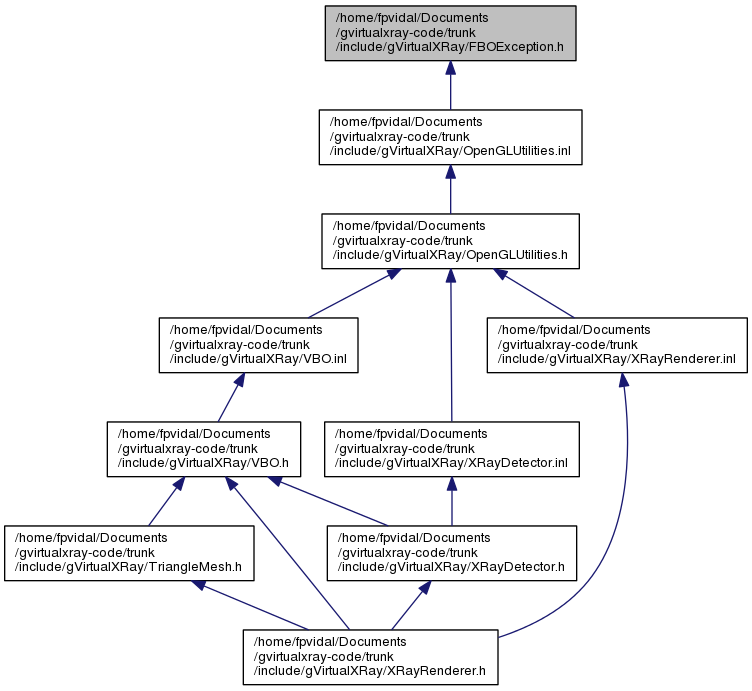 /home/fpvidal/Documents
/gvirtualxray-code/trunk
/include/gVirtualXRay/FBOException.h
/home/fpvidal/Documents
/gvirtualxray-code/trunk
/include/gVirtualXRay/OpenGLUtilities.inl
/home/fpvidal/Documents
/gvirtualxray-code/trunk
/include/gVirtualXRay/OpenGLUtilities.h
/home/fpvidal/Documents
/gvirtualxray-code/trunk
/include/gVirtualXRay/VBO.inl
/home/fpvidal/Documents
/gvirtualxray-code/trunk
/include/gVirtualXRay/XRayRenderer.inl
/home/fpvidal/Documents
/gvirtualxray-code/trunk
/include/gVirtualXRay/VBO.h
/home/fpvidal/Documents
/gvirtualxray-code/trunk
/include/gVirtualXRay/XRayDetector.inl
/home/fpvidal/Documents
/gvirtualxray-code/trunk
/include/gVirtualXRay/TriangleMesh.h
/home/fpvidal/Documents
/gvirtualxray-code/trunk
/include/gVirtualXRay/XRayDetector.h
/home/fpvidal/Documents
/gvirtualxray-code/trunk
/include/gVirtualXRay/XRayRenderer.h